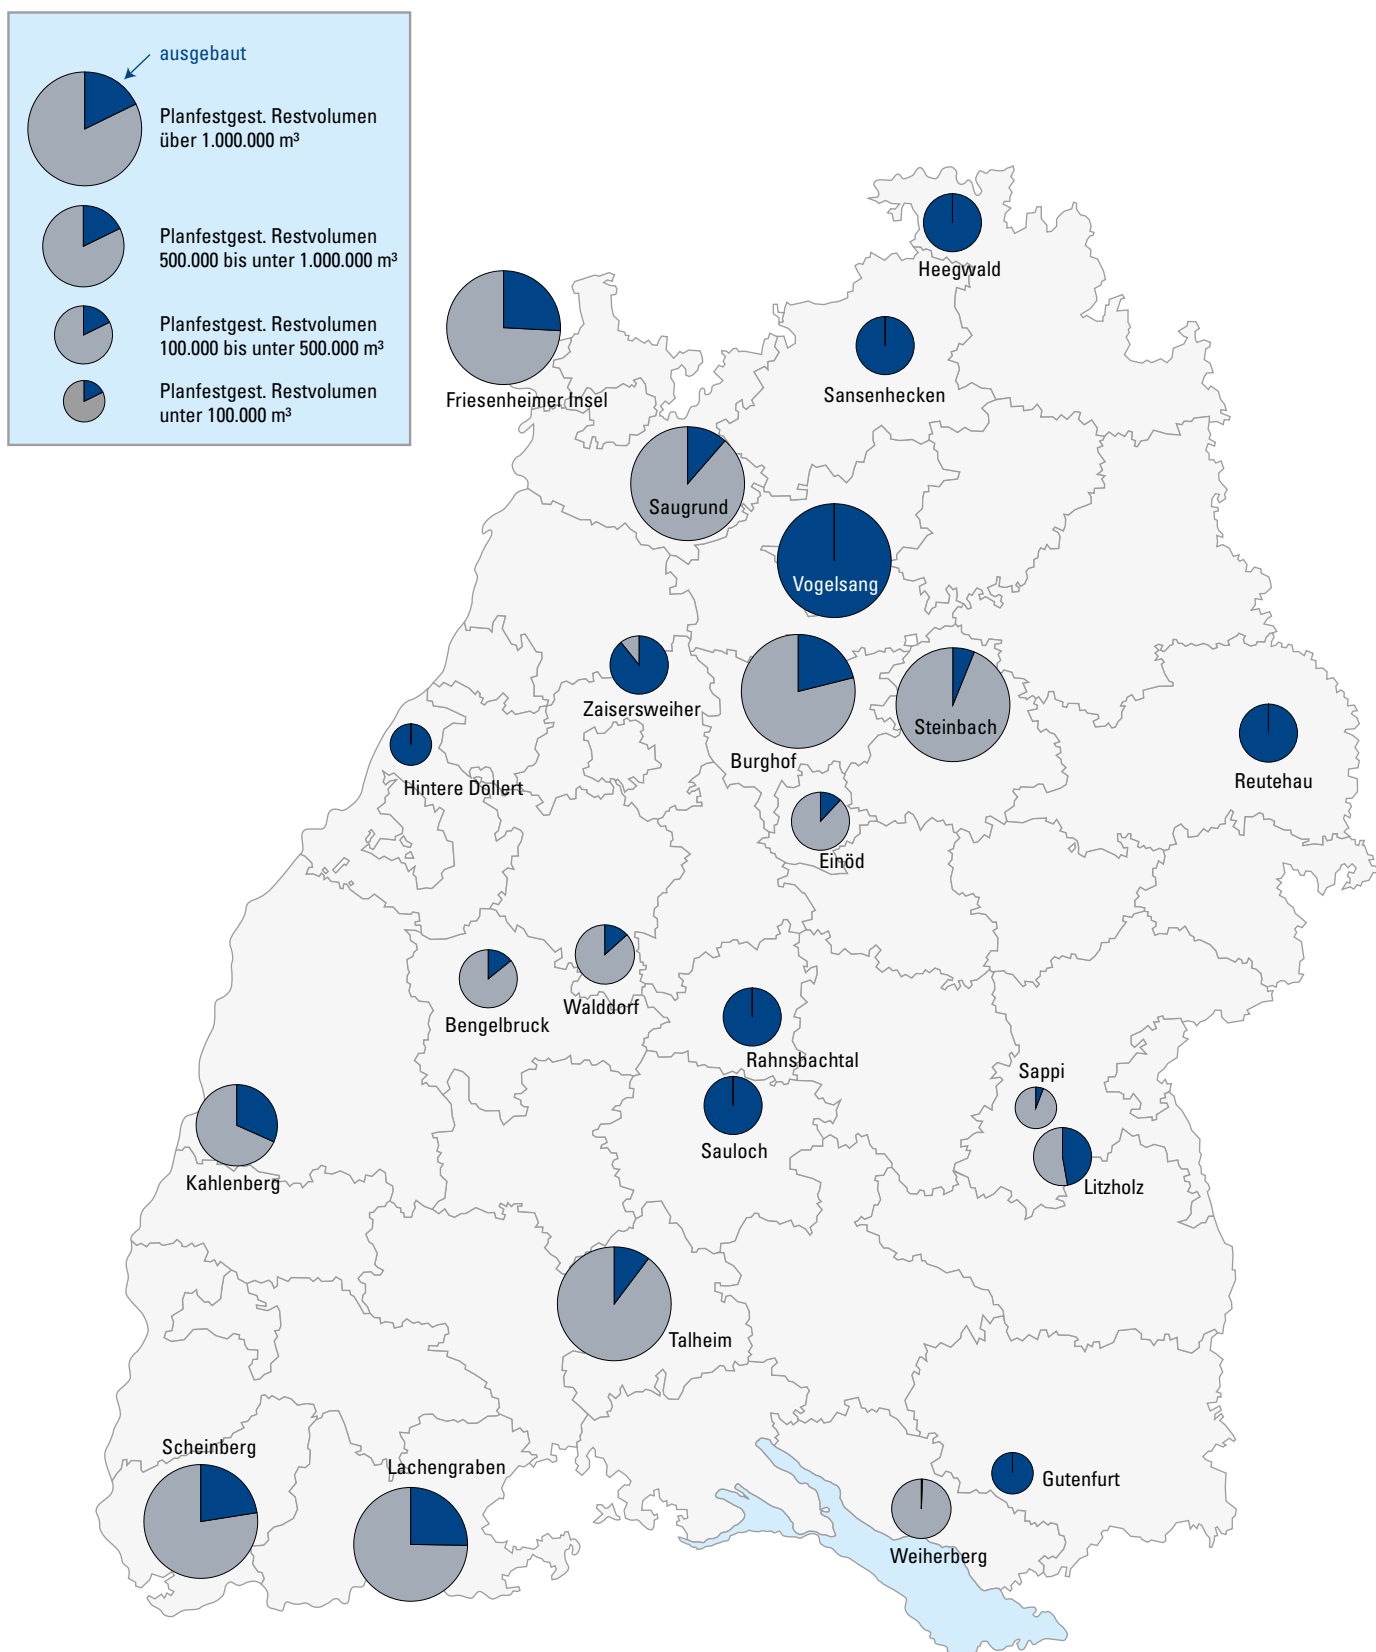 ausgebaut
Planfestgest. Restvolumen
über 1.000.000 m³
Planfestgest. Restvolumen
500.000 bis unter 1.000.000 m³
Planfestgest. Restvolumen
100.000 bis unter 500.000 m³
Planfestgest. Restvolumen
unter 100.000 m³
Heegwald
Sansenhecken
Friesenheimer Insel
Saugrund
Vogelsang
Zaisersweiher
Steinbach
Burghof
Reutehau
Hintere Dollert
Einöd
Walddorf
Bengelbruck
Rahnsbachtal
Sappi
Sauloch
Kahlenberg
Litzholz
Talheim
Scheinberg
Lachengraben
Gutenfurt
Weiherberg